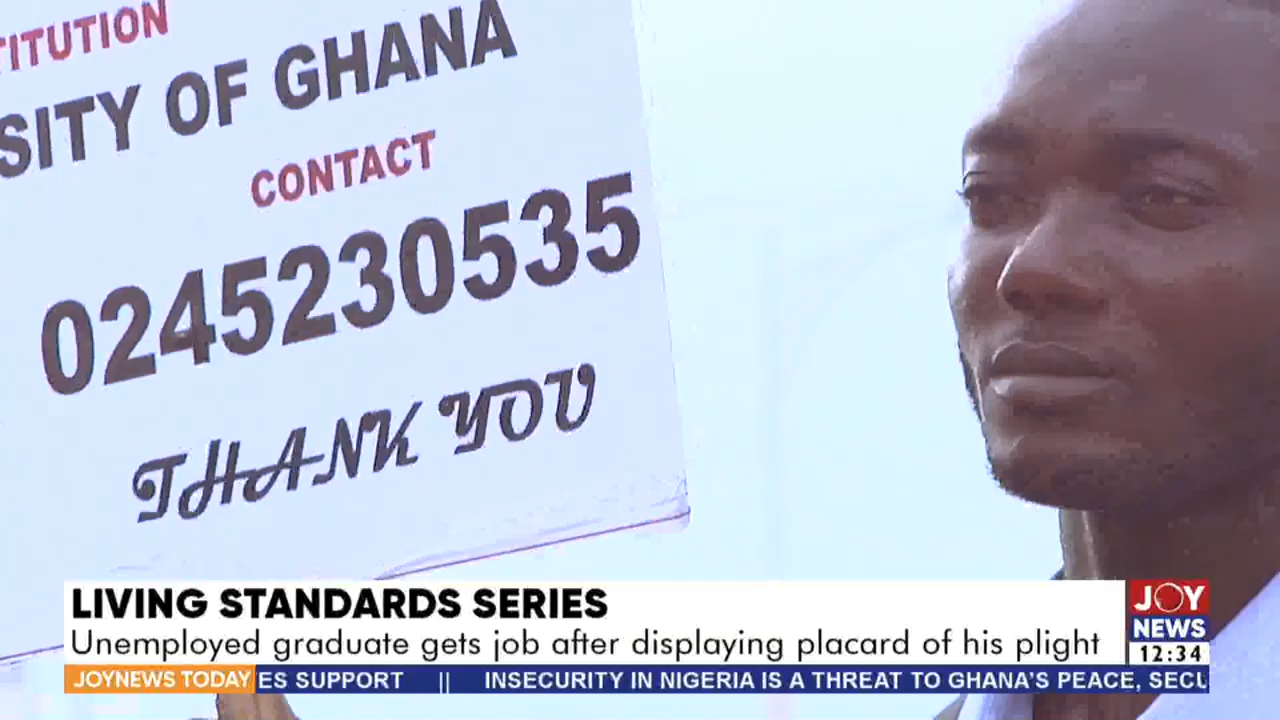 TITUTION
SITY OF GHANA
CONTACT
0245230535
THANK YOU
LIVING STANDARDS SERIES
Unemployed graduate gets job after displaying placard of his plight
JOY
NEWS
12:34
JOYNEWS TODAY
ES SUPPORT || INSECURITY IN NIGERIA IS A THREAT TO GHANA'S PEACE, SECU